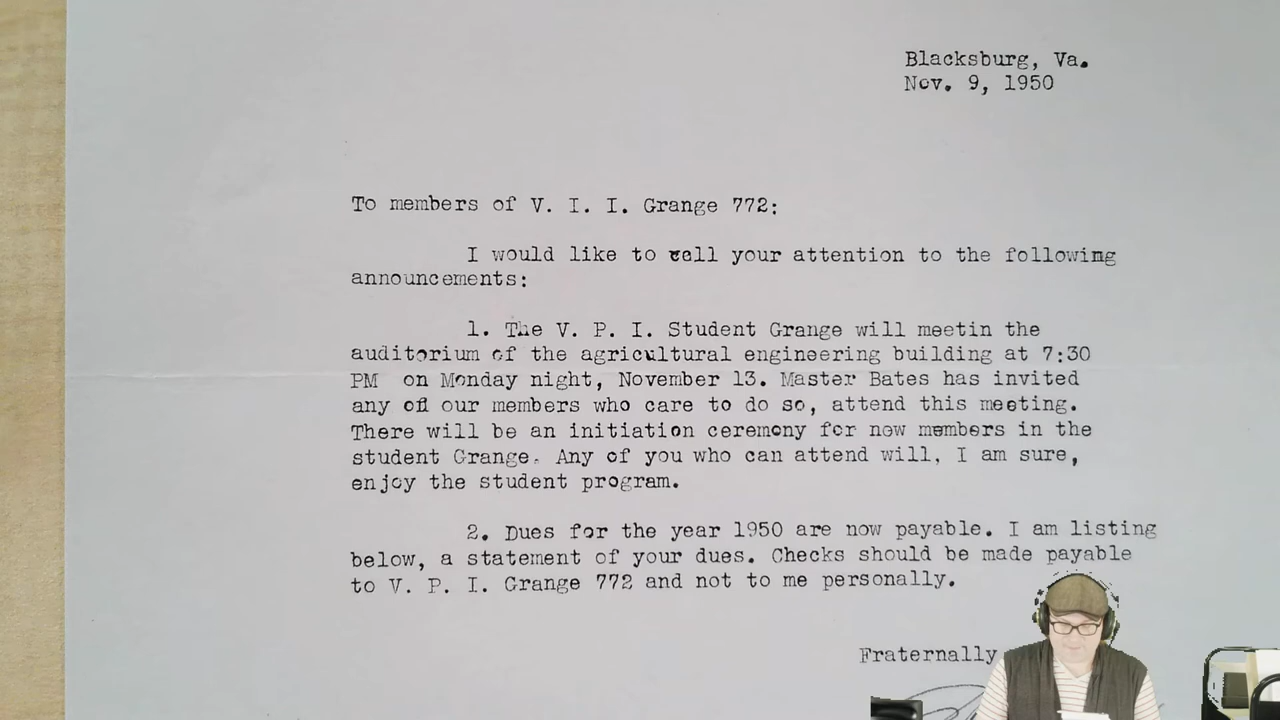 Blacksburg, Va.
Nov. 9, 1950
To members of V. I. I. Grange 772:
I would like to call your attention to the following
announcements:
1. The V. P. I. Student Grange will meetin the
auditorium of the agricultural engineering building at 7:30
PM on Monday night, November 13. Master Bates has invited
any of our members who care to do so, attend this meeting.
There will be an initiation ceremony for new members in the
student Grange. Any of you who can attend will, I am sure,
enjoy the student program.
2. Dues for the year 1950 are now payable. I am listing
below, a statement of your dues. Checks should be made payable
to V. P. I. Grange 772 and not to me personally.
Fraternally